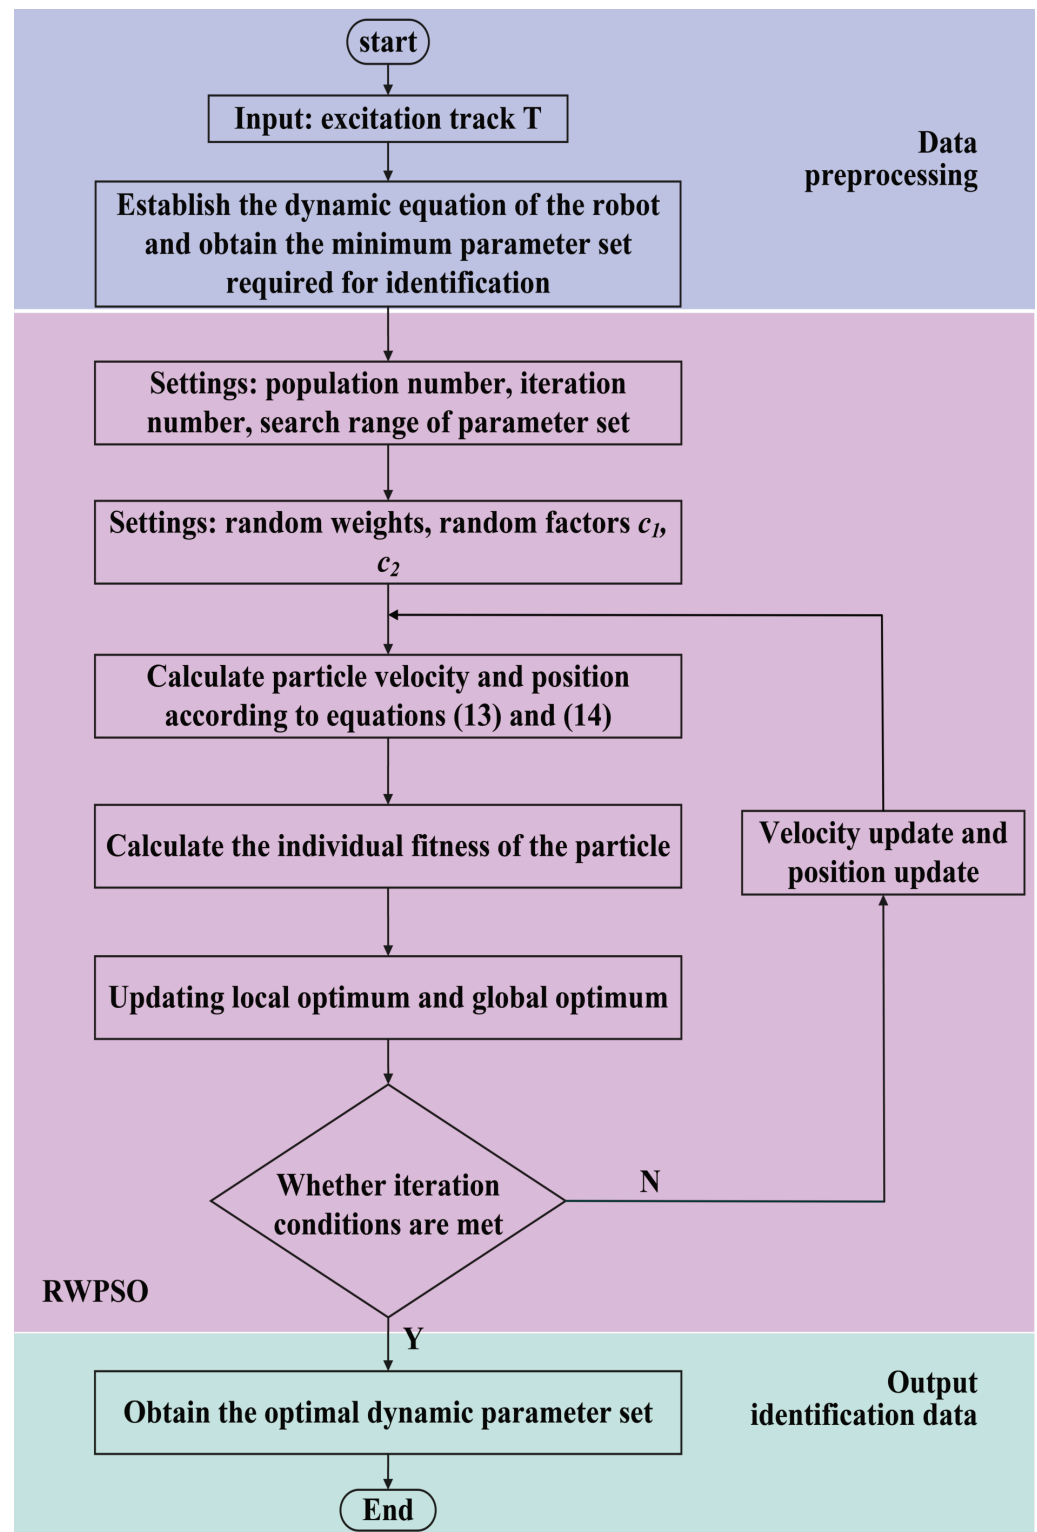 start
Input: excitation track T
Data
preprocessing
Establish the dynamic equation of the robot
and obtain the minimum parameter set
required for identification
Settings: population number, iteration
number, search range of parameter set
Settings: random weights, random factors c1,
c2
Calculate particle velocity and position
according to equations (13) and (14)
Calculate the individual fitness of the particle
Velocity update and
position update
Updating local optimum and global optimum
Whether iteration
conditions are met
N
RWPSO
Y
Obtain the optimal dynamic parameter set
Output
identification data
End